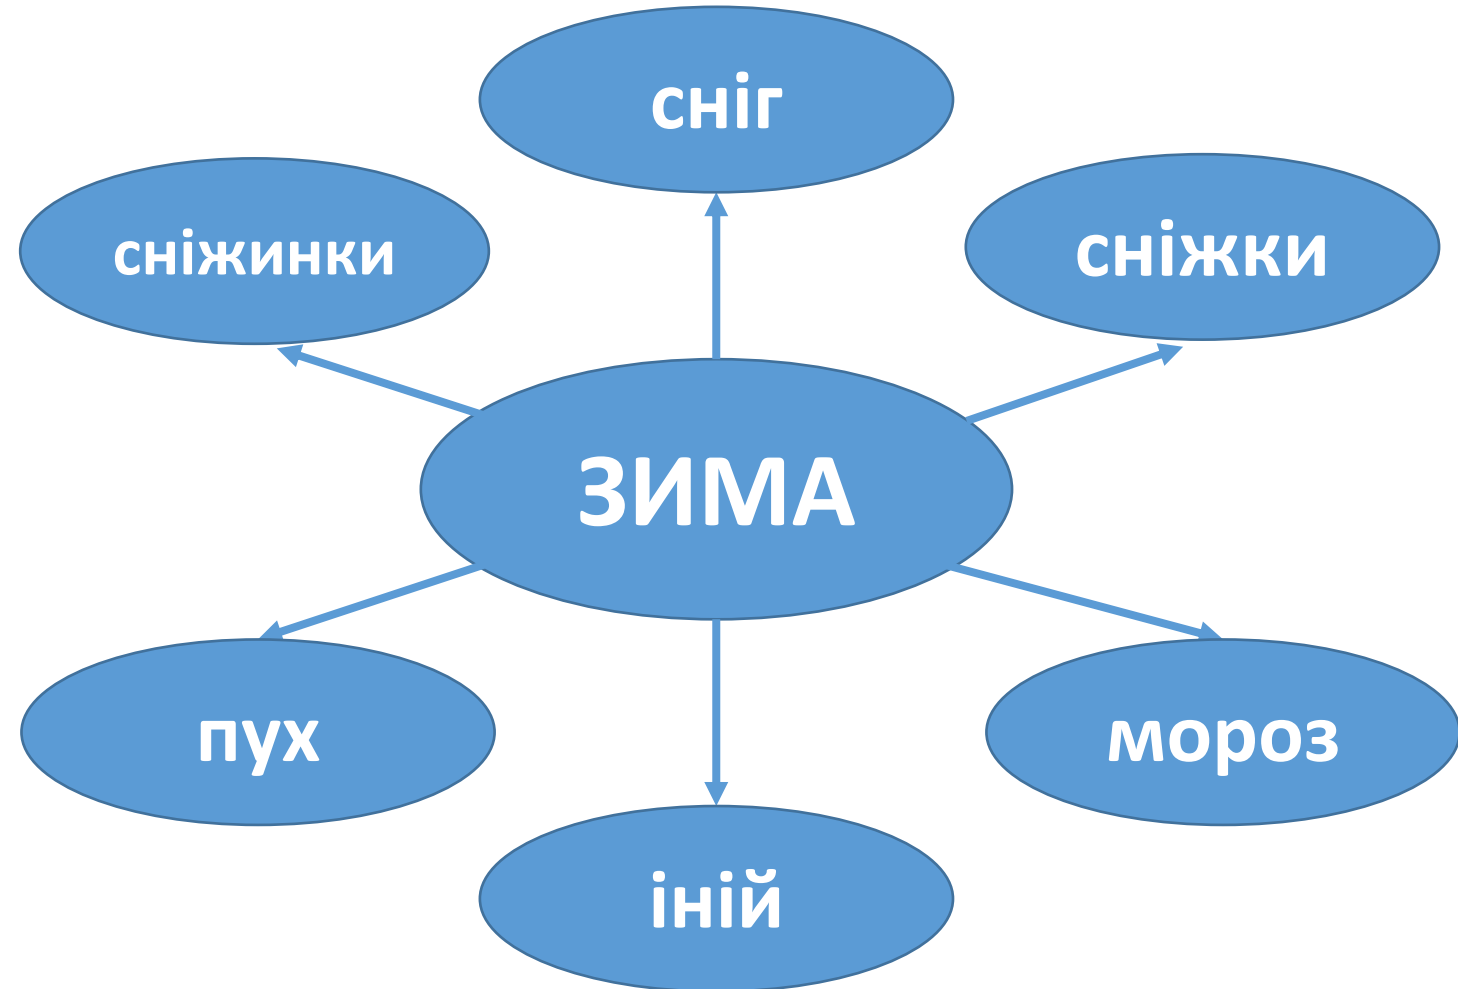 сніг
сніжинки
сніжки
ЗИМА
пух
мороз
іній